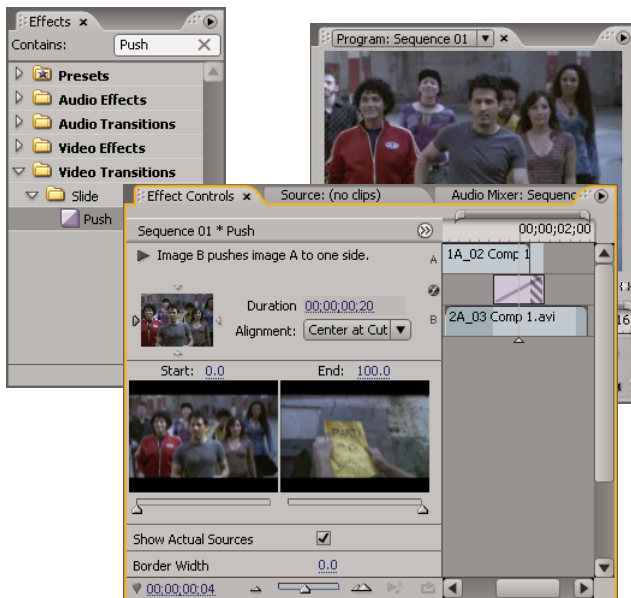 Effects
Contains: Push
Presets
Audio Effects
Audio Transitions
Video Effects
Video Transitions
Slide
Push
Program: Sequence 01
Effect Controls Source: (no clips) Audio Mixer: Sequenc
Sequence 01 * Push
00;00;02;00
Image B pushes image A to one side.
A 1A_02 Comp 1
Duration 00;00;00;20
Alignment: Center at Cut
B 2A_03 Comp 1.avi
Start: 0.0 End: 100.0
PARTY
Show Actual Sources
Border Width 0.0
00;00;00;04
16